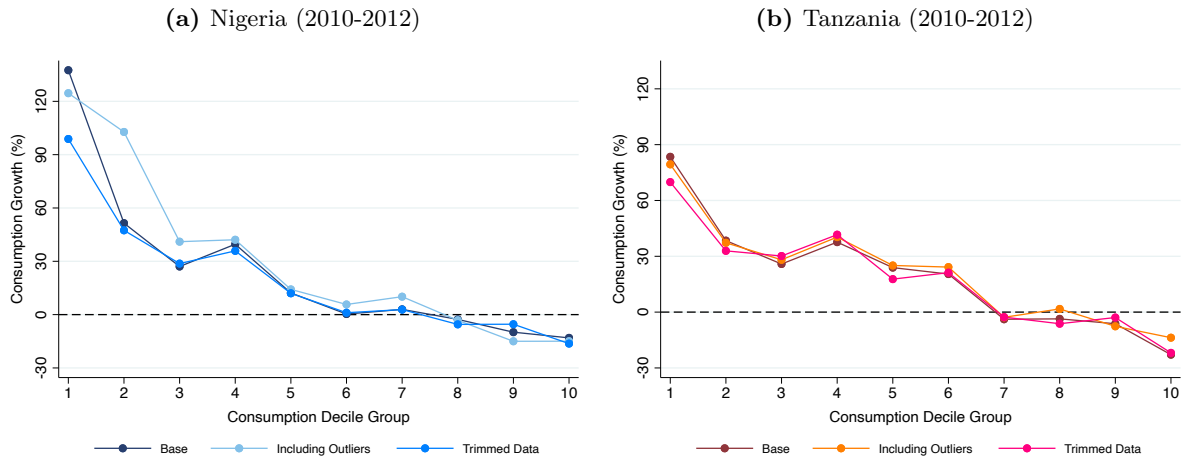 (a) Nigeria (2010-2012)
Consumption Growth (%)
120
90
60
30
0
-30
1 2 3 4 5 6 7 8 9 10
Consumption Decile Group
Base Including Outliers Trimmed Data
(b) Tanzania (2010-2012)
Consumption Growth (%)
120
90
60
30
0
-30
1 2 3 4 5 6 7 8 9 10
Consumption Decile Group
Base Including Outliers Trimmed Data